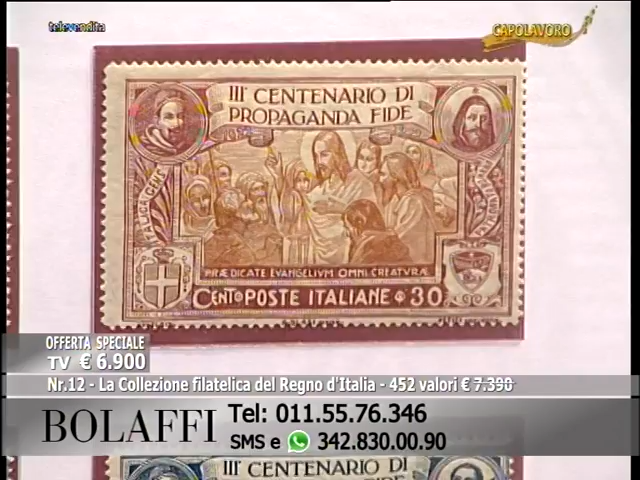 televendita
CAPOLAVORO
III CENTENARIO DI
PROPAGANDA FIDE
PRÆDICATE EVANGELIVM OMNI CREATVRÆ
CENT. POSTE ITALIANE 30
OFFERTA SPECIALE
TV € 6.900
Nr.12 - La Collezione filatelica del Regno d'Italia - 452 valori € 7.390
BOLAFFI
Tel: 011.55.76.346
SMS e 342.830.00.90
III CENTENARIO DI